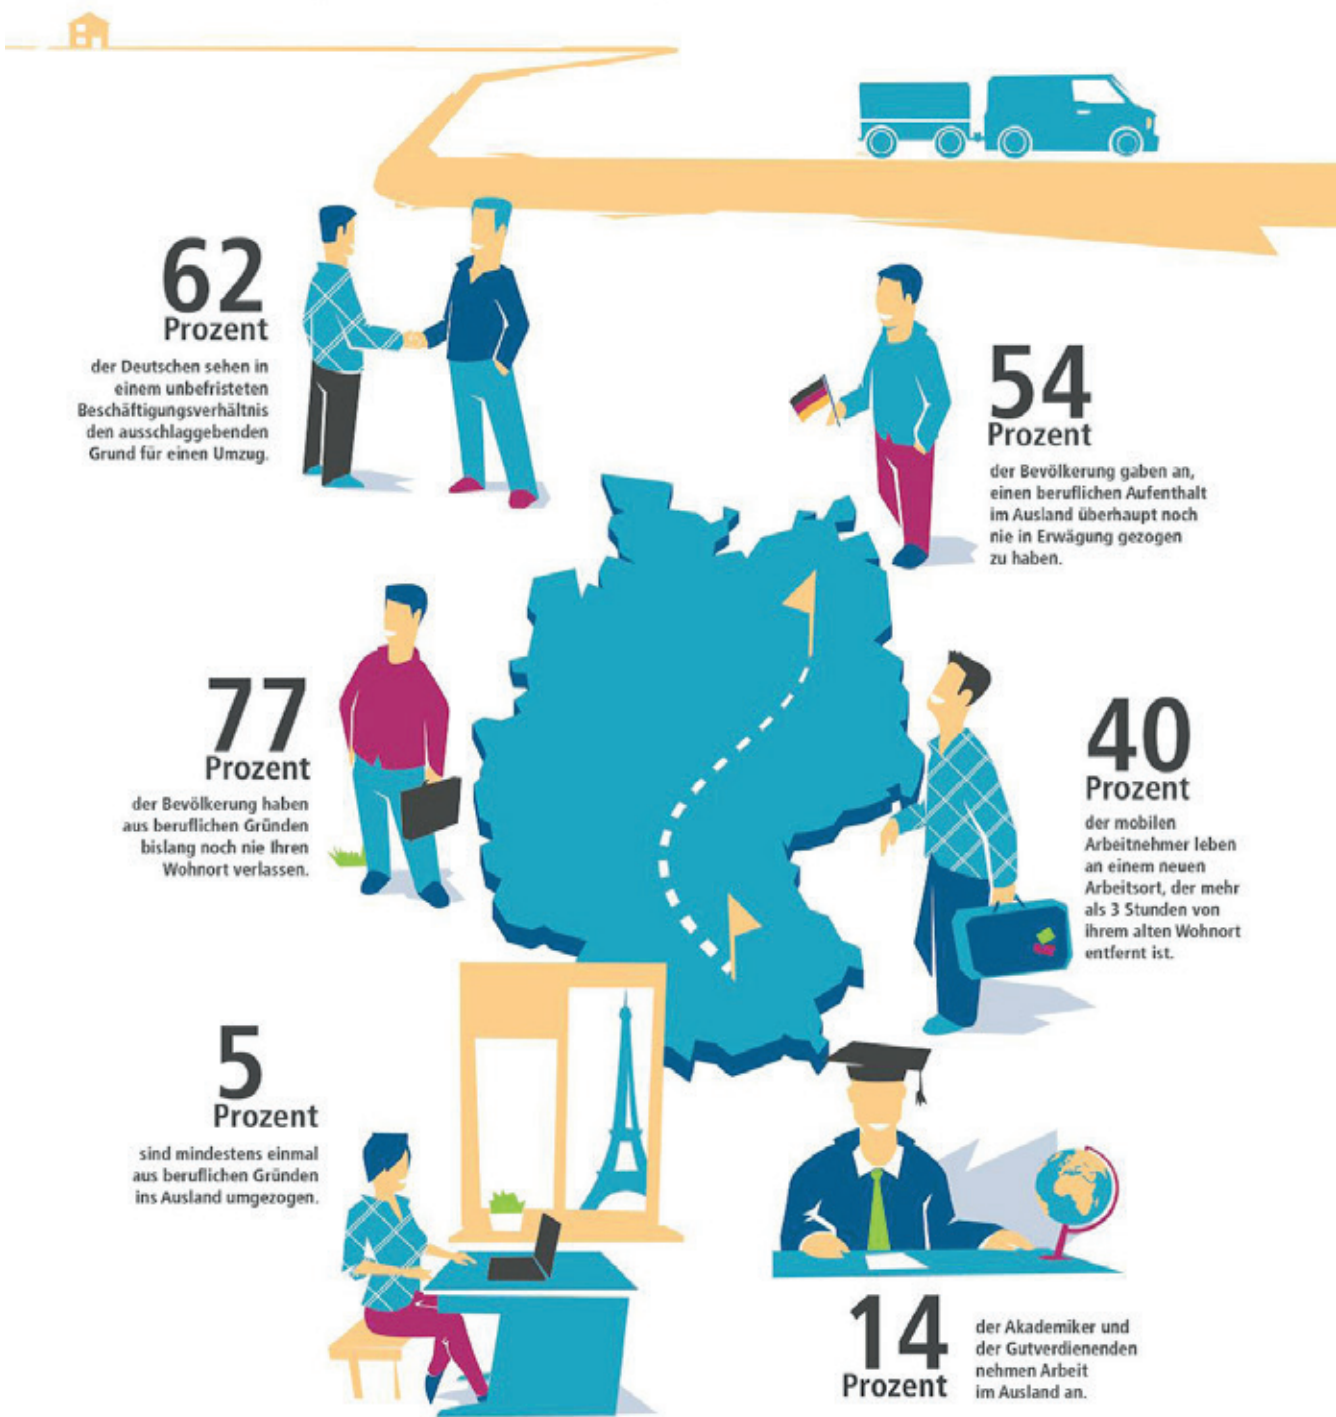 62
Prozent
der Deutschen sehen in
einem unbefristeten
Beschäftigungsverhältnis
den ausschlaggebenden
Grund für einen Umzug.
54
Prozent
der Bevölkerung gaben an,
einen beruflichen Aufenthalt
im Ausland überhaupt noch
nie in Erwägung gezogen
zu haben.
77
Prozent
der Bevölkerung haben
aus beruflichen Gründen
bislang noch nie Ihren
Wohnort verlassen.
40
Prozent
der mobilen
Arbeitnehmer leben
an einem neuen
Arbeitsort, der mehr
als 3 Stunden von
ihrem alten Wohnort
entfernt ist.
5
Prozent
sind mindestens einmal
aus beruflichen Gründen
ins Ausland umgezogen.
14
Prozent
der Akademiker und
der Gutverdienenden
nehmen Arbeit
im Ausland an.